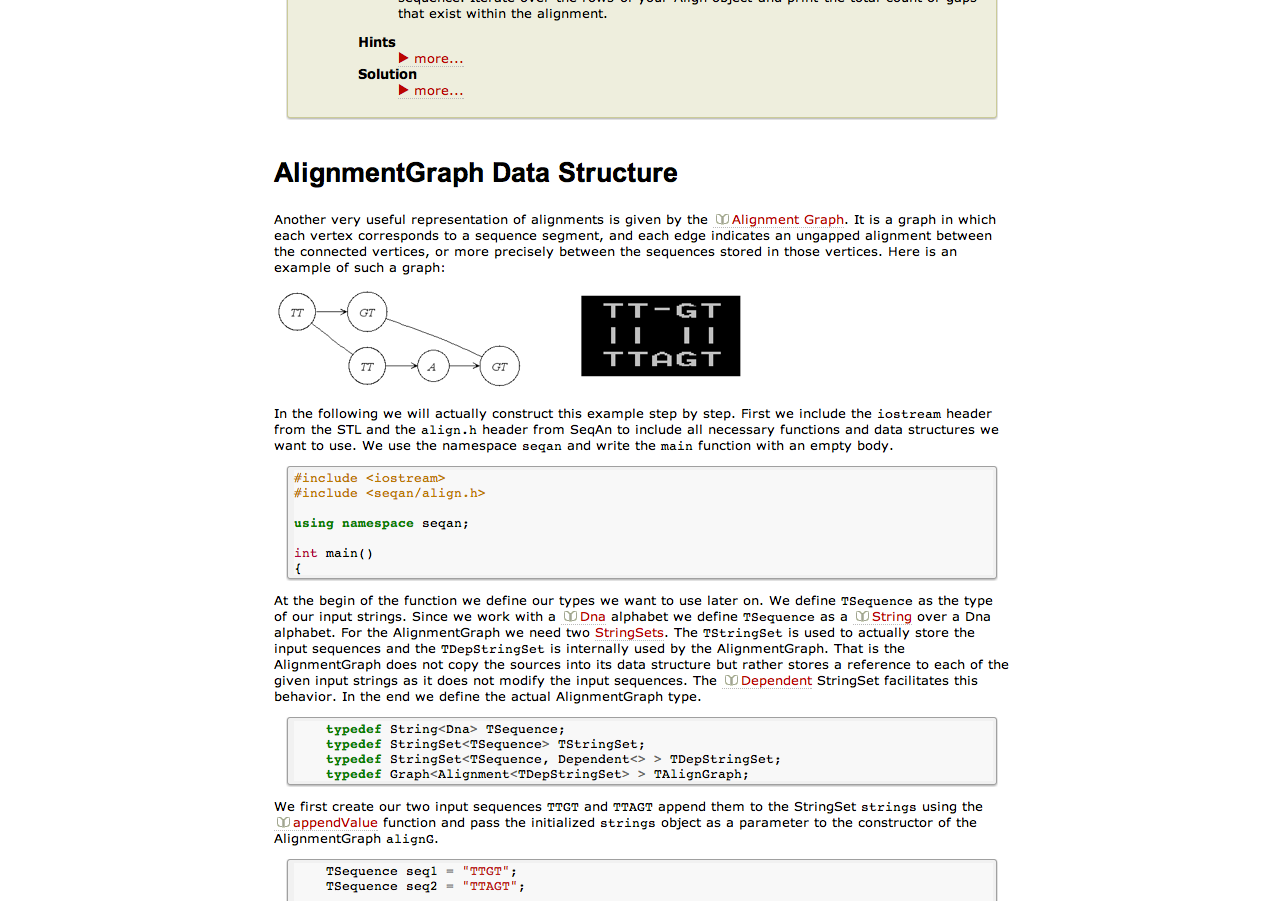 sequence. Iterate over the rows of your Align object and print the total count of gaps
that exist within the alignment.
Hints
more...
Solution
more...
AlignmentGraph Data Structure
Another very useful representation of alignments is given by the Alignment Graph. It is a graph in which
each vertex corresponds to a sequence segment, and each edge indicates an ungapped alignment between
the connected vertices, or more precisely between the sequences stored in those vertices. Here is an
example of such a graph:
TT GT
TT A GT
TT-GT
|| ||
TTAGT
In the following we will actually construct this example step by step. First we include the iostream header
from the STL and the align.h header from SeqAn to include all necessary functions and data structures we
want to use. We use the namespace seqan and write the main function with an empty body.
#include <iostream>
#include <seqan/align.h>
using namespace seqan;
int main()
{
At the begin of the function we define our types we want to use later on. We define TSequence as the type
of our input strings. Since we work with a Dna alphabet we define TSequence as a String over a Dna
alphabet. For the AlignmentGraph we need two StringSets. The TStringSet is used to actually store the
input sequences and the TDepStringSet is internally used by the AlignmentGraph. That is the
AlignmentGraph does not copy the sources into its data structure but rather stores a reference to each of the
given input strings as it does not modify the input sequences. The Dependent StringSet facilitates this
behavior. In the end we define the actual AlignmentGraph type.
typedef String<Dna> TSequence;
typedef StringSet<TSequence> TStringSet;
typedef StringSet<TSequence, Dependent<> > TDepStringSet;
typedef Graph<Alignment<TDepStringSet> > TAlignGraph;
We first create our two input sequences TTGT and TTAGT append them to the StringSet strings using the
appendValue function and pass the initialized strings object as a parameter to the constructor of the
AlignmentGraph alignG.
TSequence seq1 = "TTGT";
TSequence seq2 = "TTAGT";